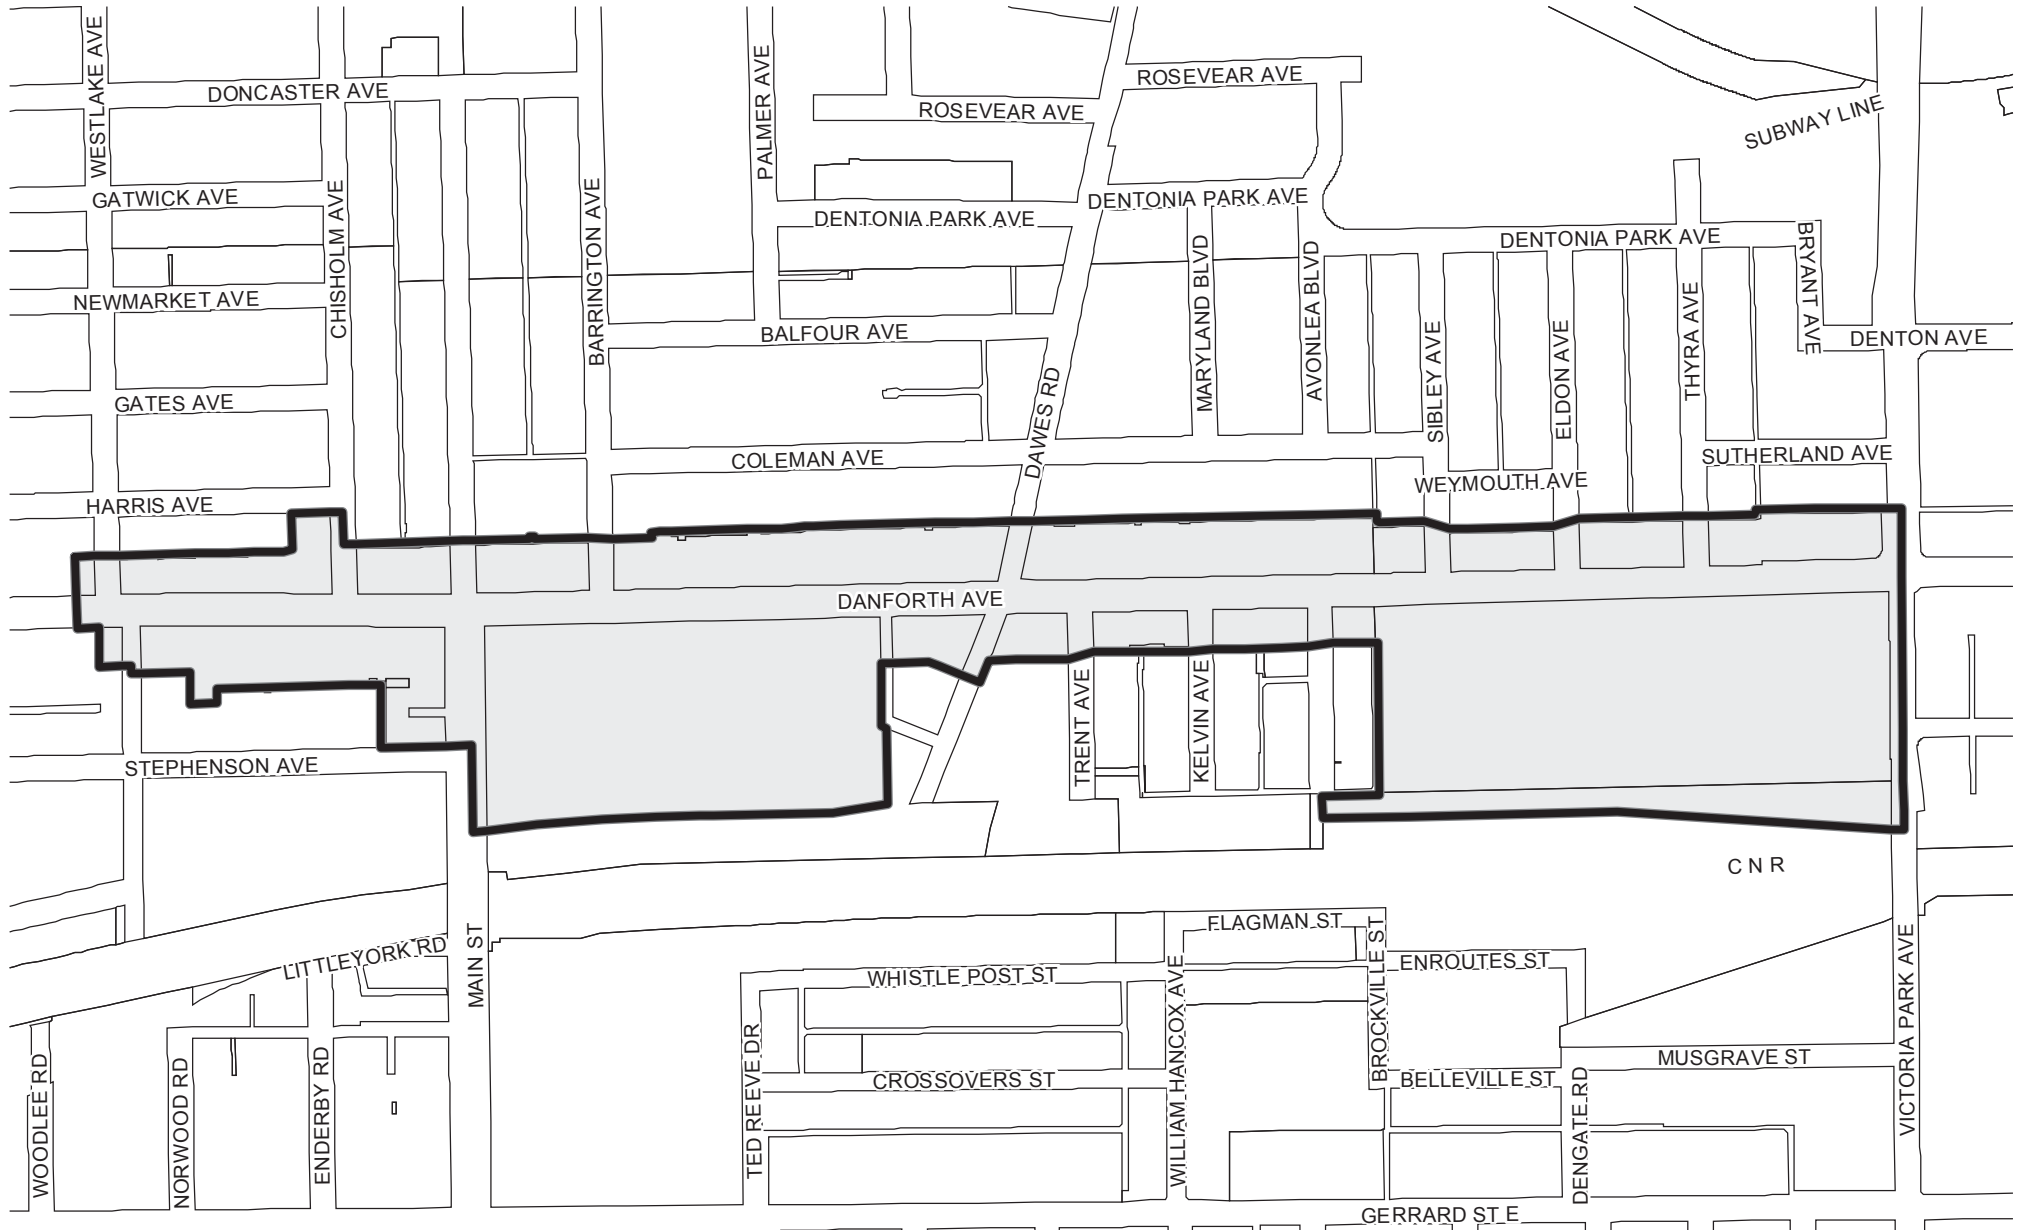 WESTLAKE AVE
DONCASTER AVE
PALMER AVE
ROSEVEAR AVE
ROSEVEAR AVE
SUBWAY LINE
GATWICK AVE
CHISHOLM AVE
BARRINGTON AVE
DENTONIA PARK AVE
DENTONIA PARK AVE
DENTONIA PARK AVE
MARYLAND BLVD
AVONLEA BLVD
BRYANT AVE
NEWMARKET AVE
BALFOUR AVE
SIBLEY AVE
ELDON AVE
THYRA AVE
DENTON AVE
GATES AVE
DAWES RD
COLEMAN AVE
SUTHERLAND AVE
WEYMOUTH AVE
HARRIS AVE
DANFORTH AVE
TRENT AVE
KELVIN AVE
STEPHENSON AVE
C N R
LITTLEYORK RD
MAIN ST
FLAGMAN ST
WHISTLE POST ST
ENROUTES ST
BROCKVILLE ST
WILLIAM HANCOX AVE
VICTORIA PARK AVE
WOODLEE RD
NORWOOD RD
ENDERBY RD
TED REEVE DR
CROSSOVERS ST
BELLEVILLE ST
MUSGRAVE ST
DENGATE RD
GERRARD ST E